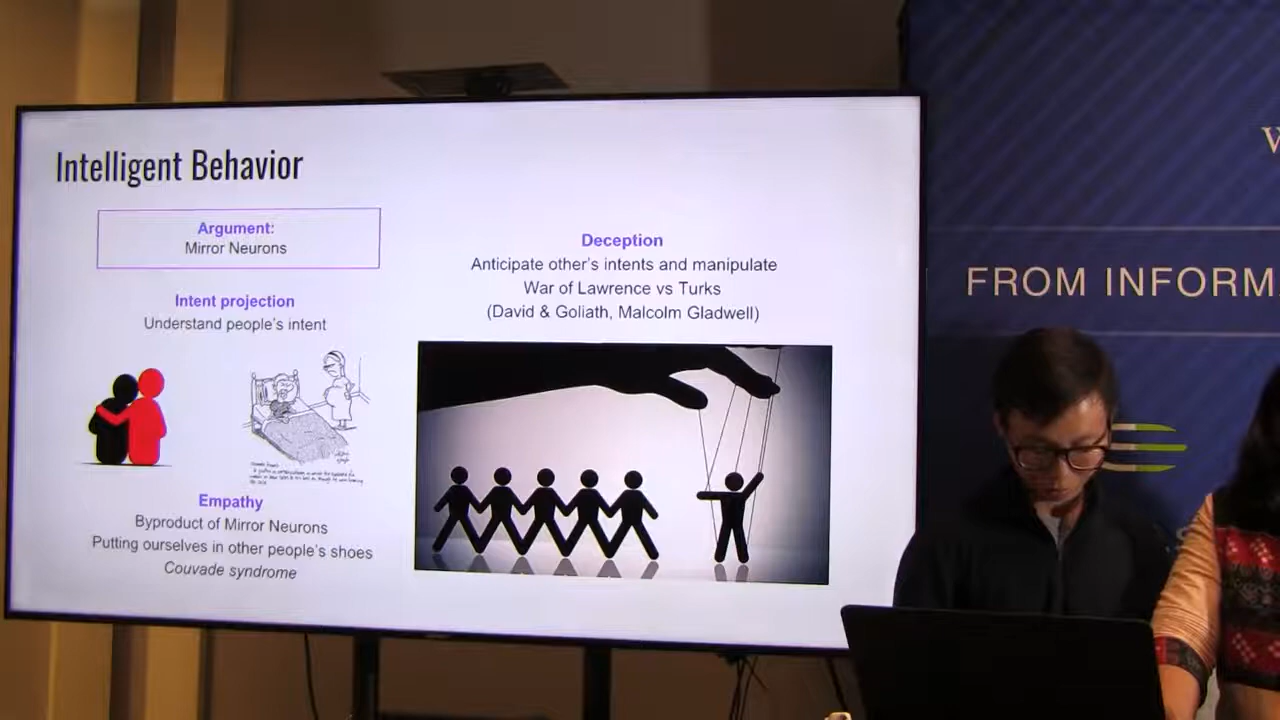 Intelligent Behavior
Argument:
Mirror Neurons
Intent projection
Understand people's intent
Empathy
Byproduct of Mirror Neurons
Putting ourselves in other people's shoes
Couvade syndrome
Deception
Anticipate other's intents and manipulate
War of Lawrence vs Turks
(David & Goliath, Malcolm Gladwell)
FROM INFORM